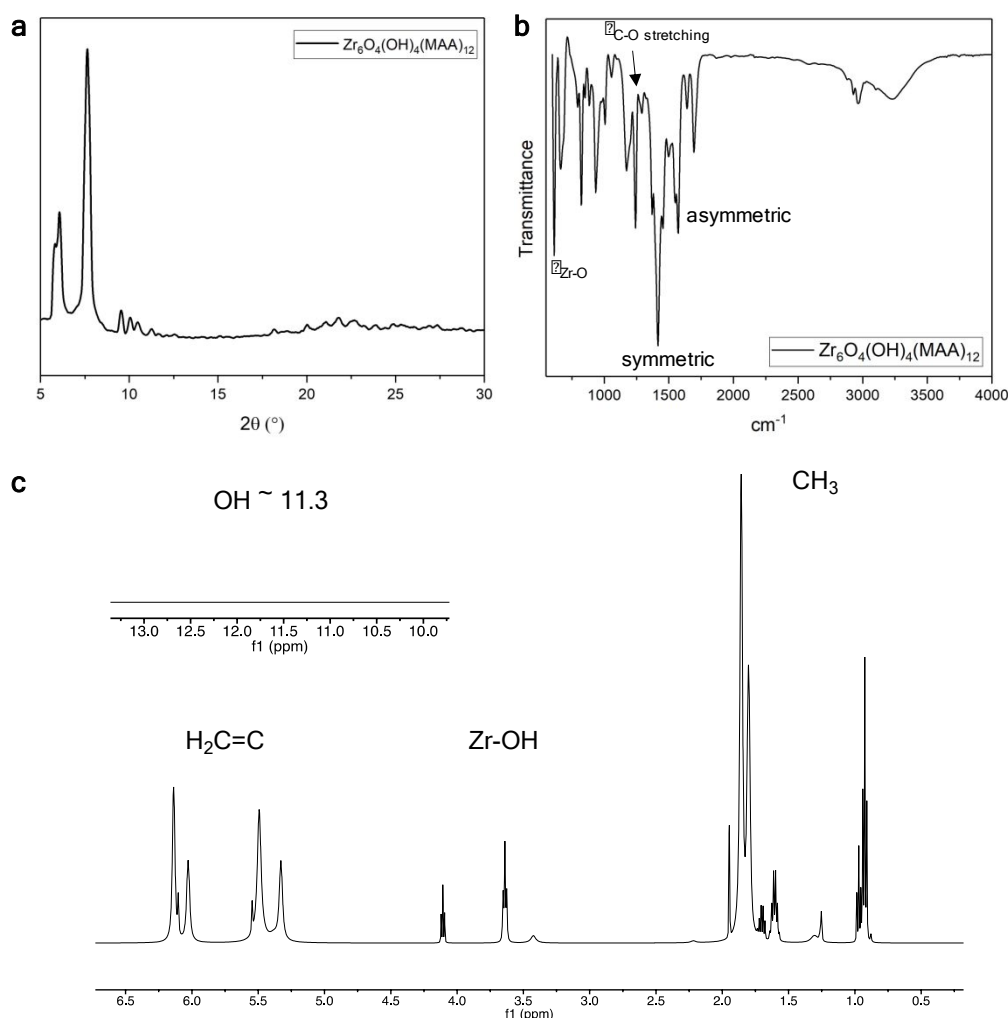 a
Zr₆O₄(OH)₄(MAA)₁₂
5 10 15 20 25 30
2θ (°)
b
C-O stretching
Transmittance
asymmetric
Zr-O
symmetric
Zr₆O₄(OH)₄(MAA)₁₂
1000 1500 2000 2500 3000 3500 4000
cm⁻¹
c
OH ~ 11.3
CH₃
13.0 12.5 12.0 11.5 11.0 10.5 10.0
f1 (ppm)
H₂C=C
Zr-OH
6.5 6.0 5.5 5.0 4.5 4.0 3.5 3.0 2.5 2.0 1.5 1.0 0.5
f1 (ppm)